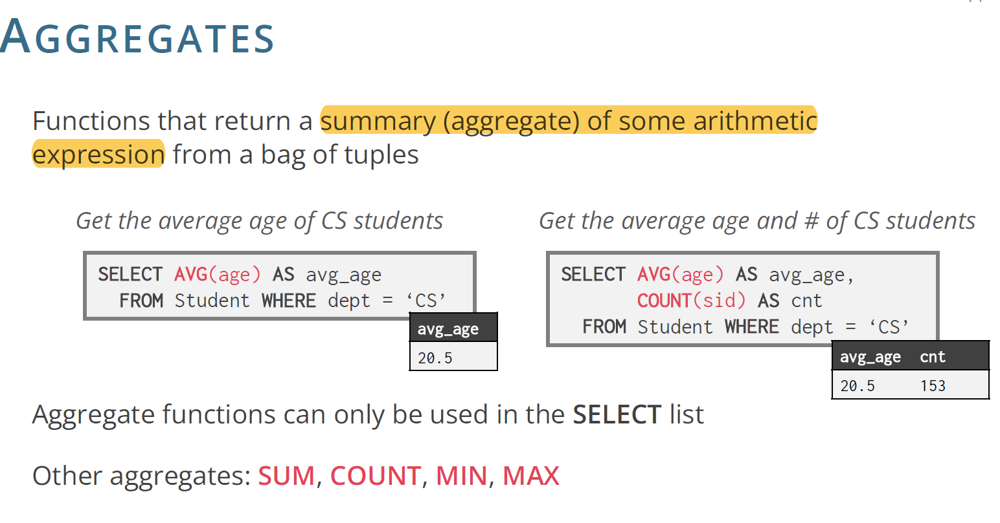 AGGREGATES
Functions that return a summary (aggregate) of some arithmetic
expression from a bag of tuples
Get the average age of CS students
SELECT AVG(age) AS avg_age
FROM Student WHERE dept = ‘CS’
avg_age
20.5
Get the average age and # of CS students
SELECT AVG(age) AS avg_age,
COUNT(sid) AS cnt
FROM Student WHERE dept = ‘CS’
avg_age cnt
20.5 153
Aggregate functions can only be used in the SELECT list
Other aggregates: SUM, COUNT, MIN, MAX